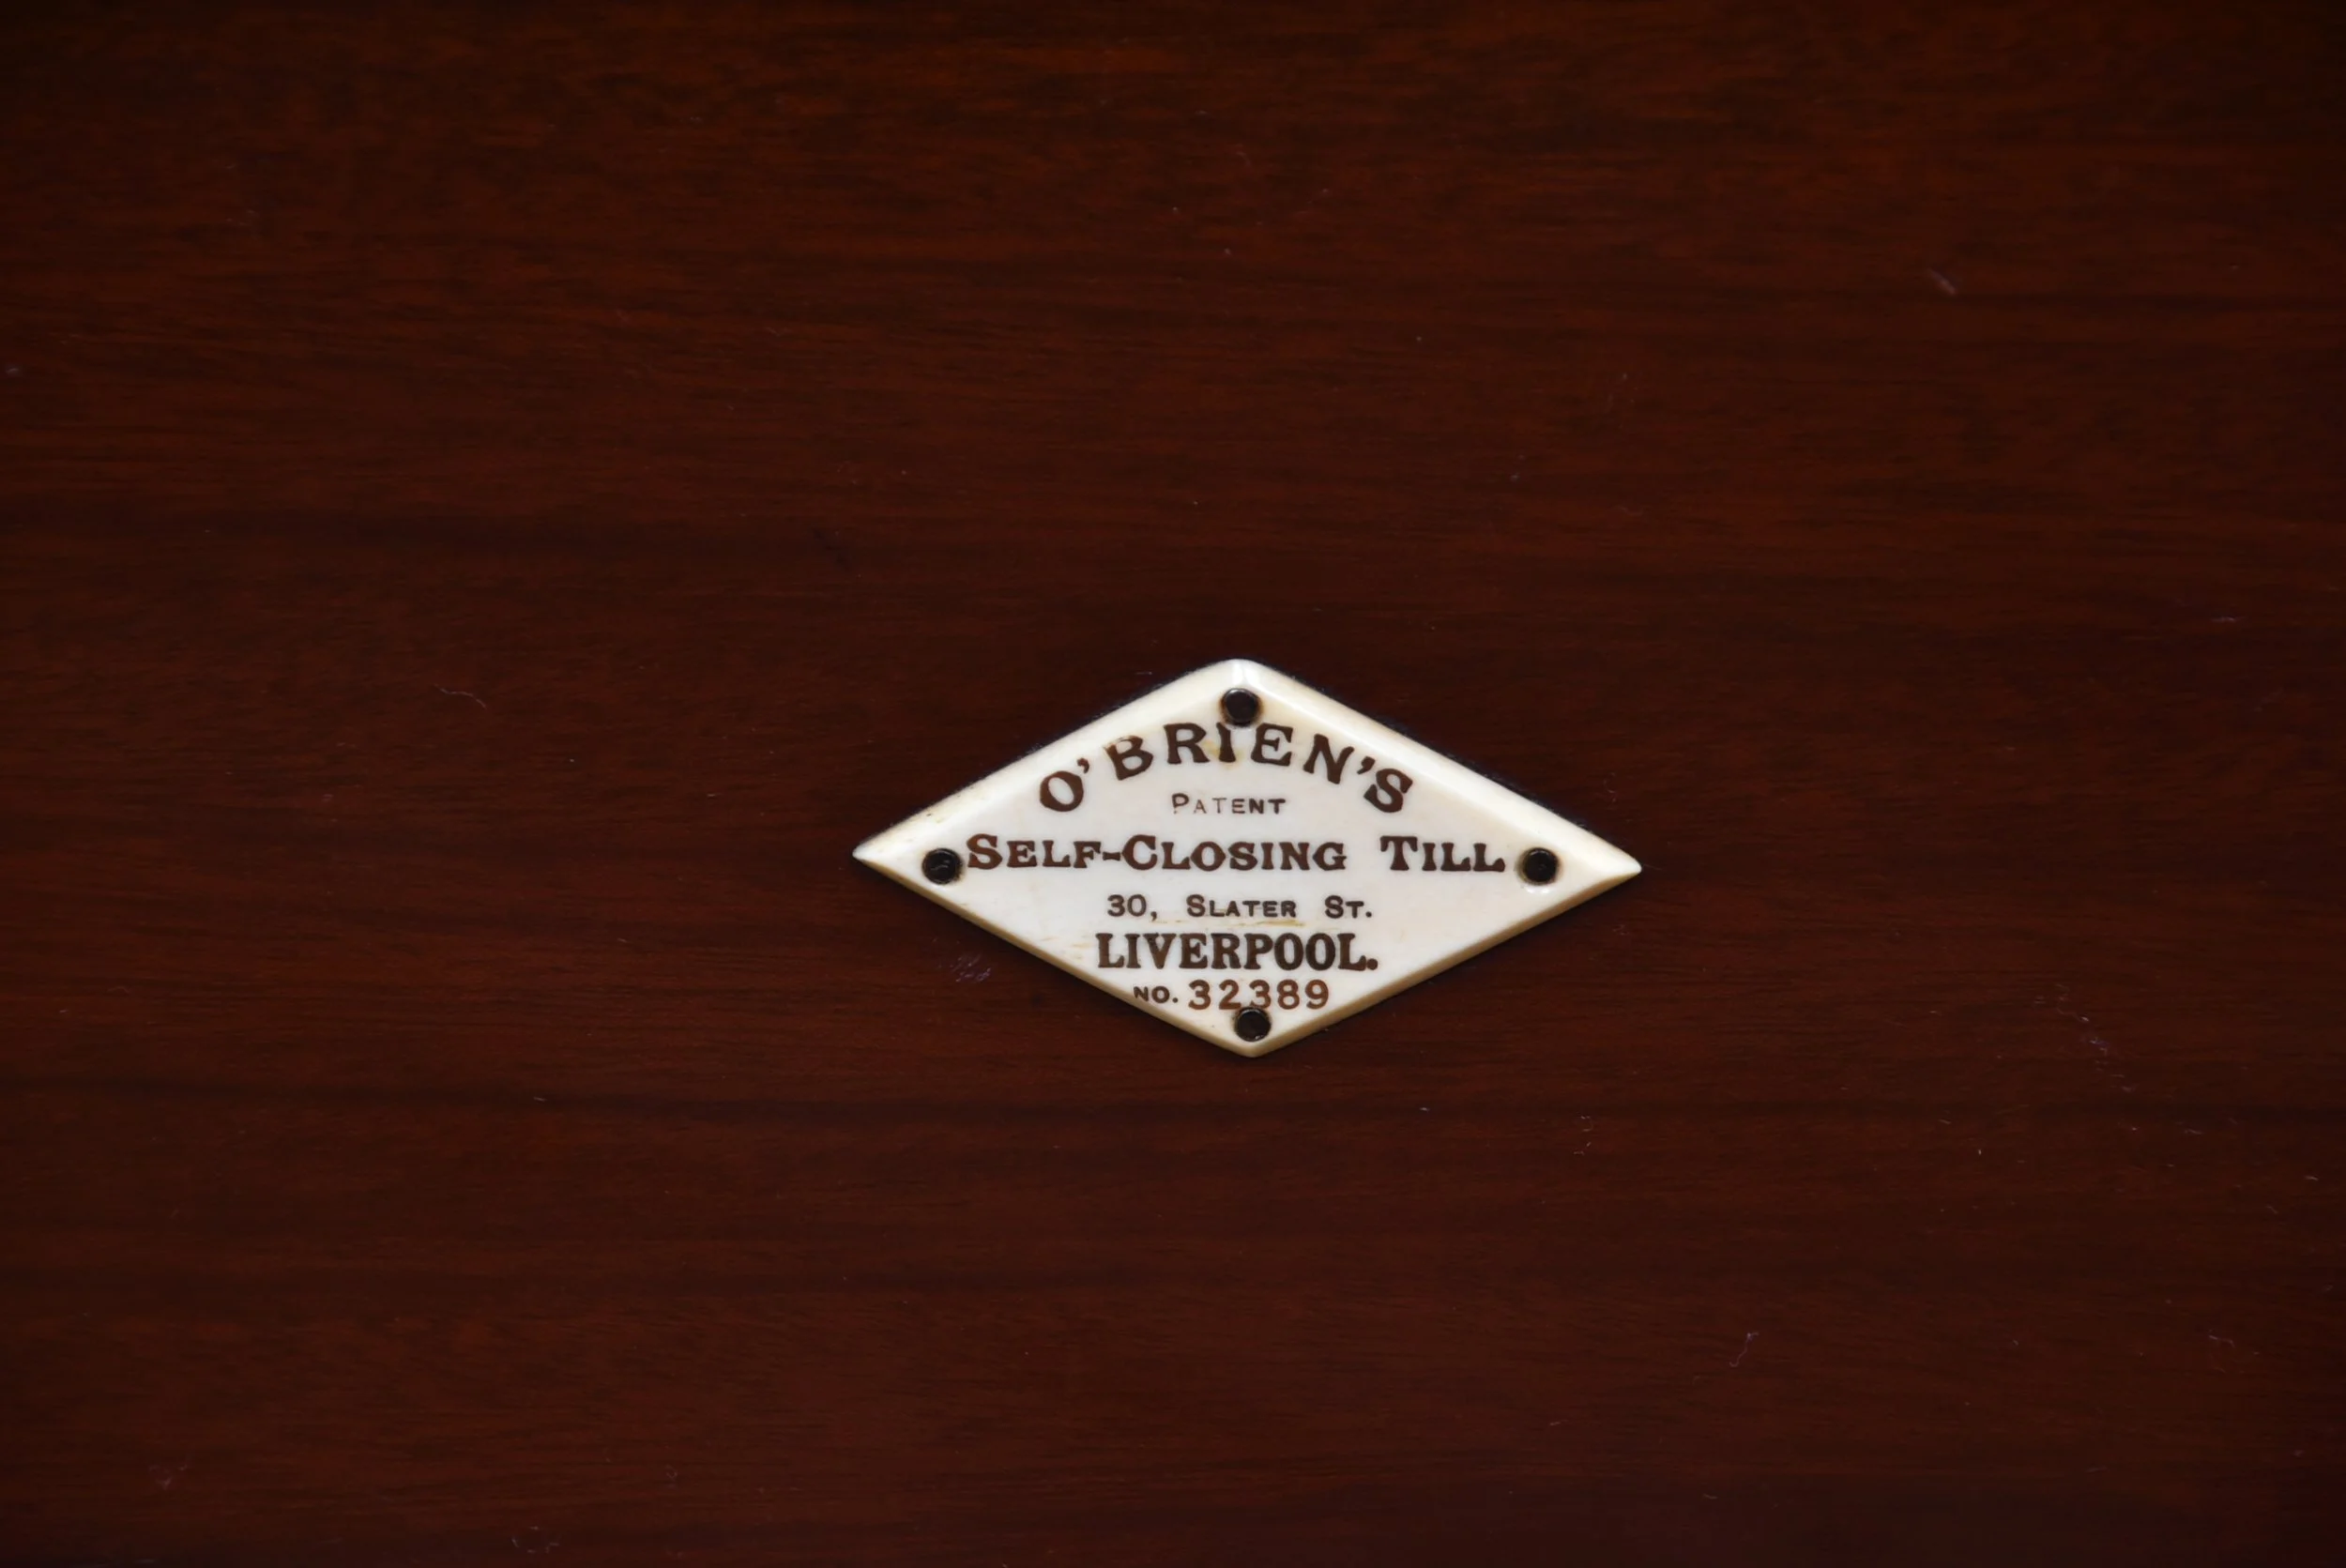 O'BRIEN'S
PATENT
SELF-CLOSING TILL
30, SLATER ST.
LIVERPOOL.
NO. 32389